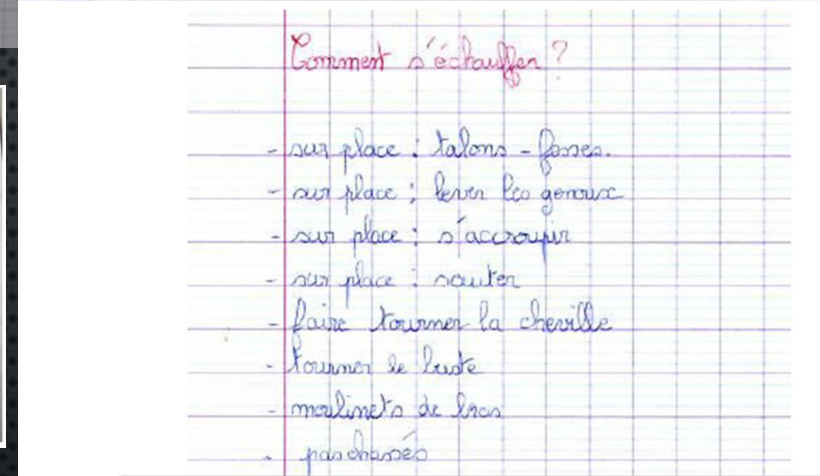 Comment s'échauffer ?
- sur place : talons - fesses.
- sur place : lever les genoux
- sur place : s'accroupir
- sur place : sauter
- faire tourner la cheville
- tourner le buste
- moulinets de bras
- pas chassés